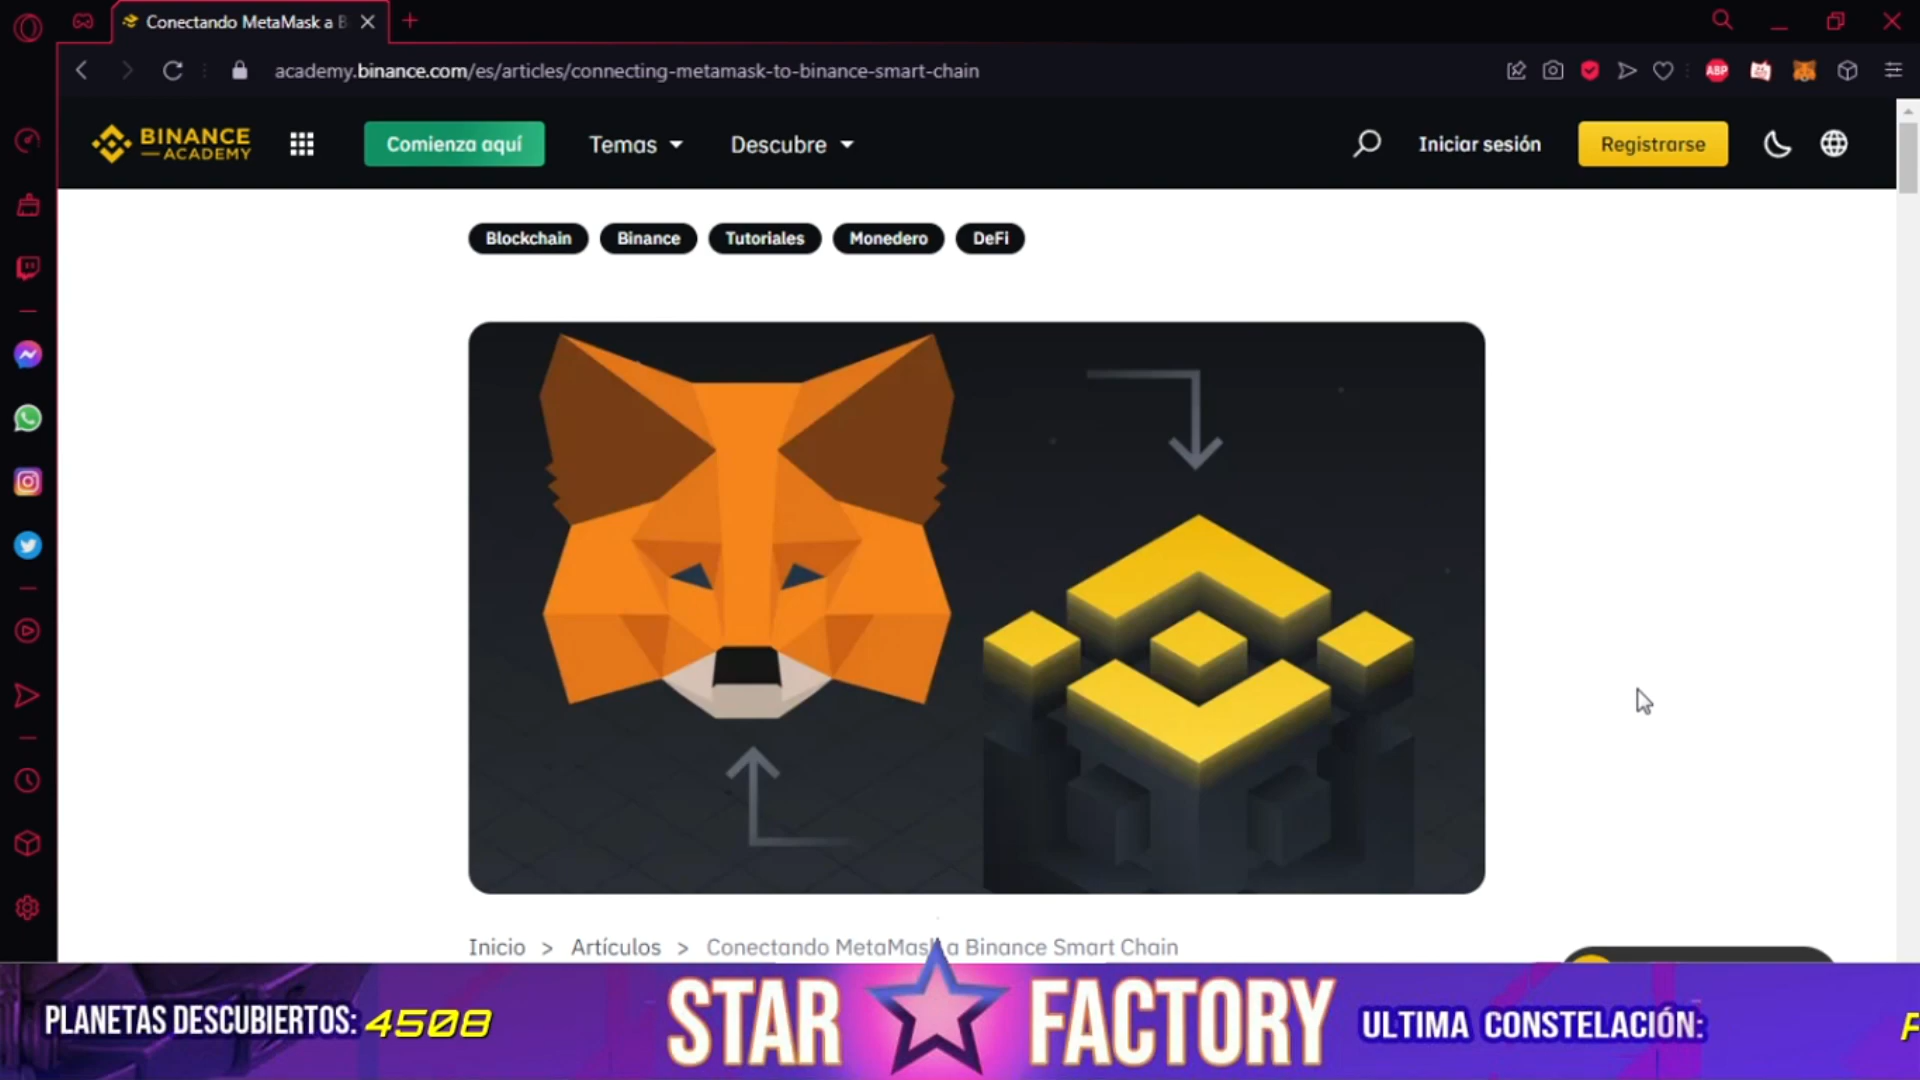 Conectando MetaMask a B
academy.binance.com/es/articles/connecting-metamask-to-binance-smart-chain
ABP
BINANCE
ACADEMY
Comienza aquí
Temas
Descubre
Iniciar sesión
Registrarse
Blockchain
Binance
Tutoriales
Monedero
DeFi
Inicio > Artículos > Conectando MetaMask a Binance Smart Chain
PLANETAS DESCUBIERTOS: 4508
STAR FACTORY
ULTIMA CONSTELACIÓN: